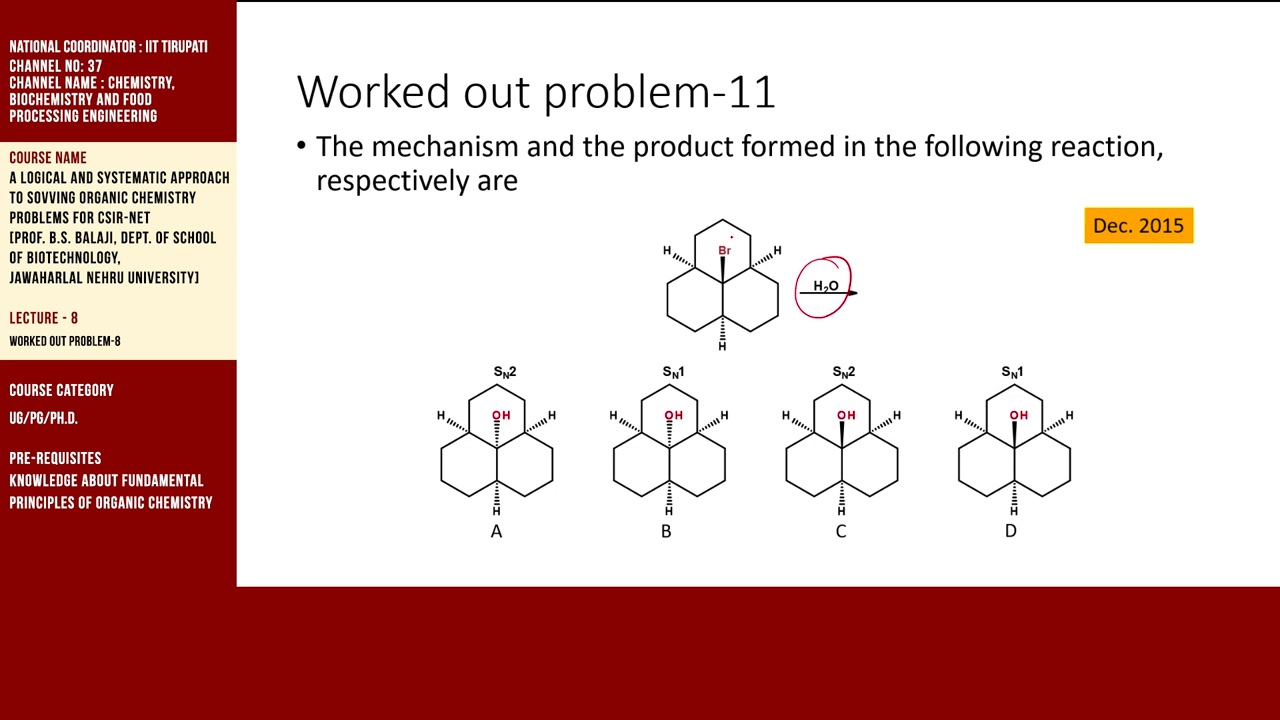 NATIONAL COORDINATOR : IIT TIRUPATI
CHANNEL NO: 37
CHANNEL NAME : CHEMISTRY,
BIOCHEMISTRY AND FOOD
PROCESSING ENGINEERING
COURSE NAME
A LOGICAL AND SYSTEMATIC APPROACH
TO SOVVING ORGANIC CHEMISTRY
PROBLEMS FOR CSIR-NET
[PROF. B.S. BALAJI, DEPT. OF SCHOOL
OF BIOTECHNOLOGY,
JAWAHARLAL NEHRU UNIVERSITY]
LECTURE - 8
WORKED OUT PROBLEM-8
COURSE CATEGORY
UG/PG/PH.D.
PRE-REQUISITES
KNOWLEDGE ABOUT FUNDAMENTAL
PRINCIPLES OF ORGANIC CHEMISTRY
Worked out problem-11
• The mechanism and the product formed in the following reaction,
respectively are
Dec. 2015
H Br H
H₂O
H
S_N2 S_N1 S_N2 S_N1
H OH H H OH H H OH H H OH H
H H H H
A B C D